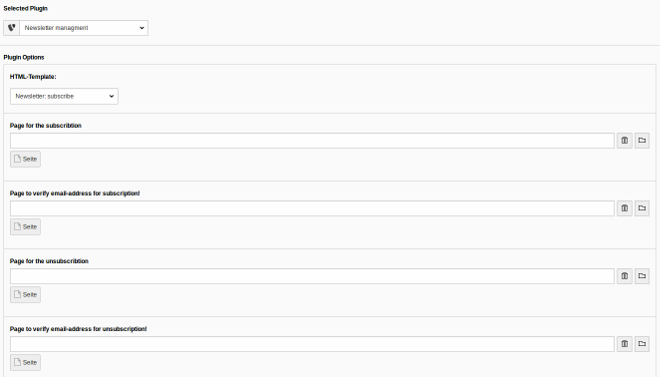 Selected Plugin
Newsletter managment
Plugin Options
HTML-Template:
Newsletter: subscribe
Page for the subscribtion
Seite
Page to verify email-address for subscription!
Seite
Page for the unsubscribtion
Seite
Page to verify email-address for unsubscription!
Seite